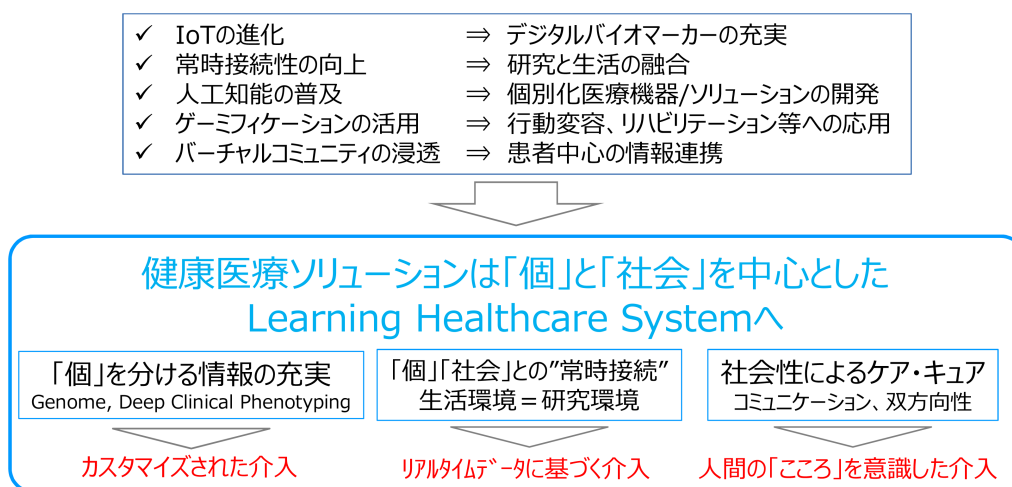 ✓ IoTの進化 ⇒ デジタルバイオマーカーの充実
✓ 常時接続性の向上 ⇒ 研究と生活の融合
✓ 人工知能の普及 ⇒ 個別化医療機器/ソリューションの開発
✓ ゲーミフィケーションの活用 ⇒ 行動変容、リハビリテーション等への応用
✓ バーチャルコミュニティの浸透 ⇒ 患者中心の情報連携
健康医療ソリューションは「個」と「社会」を中心とした
Learning Healthcare Systemへ
「個」を分ける情報の充実
Genome, Deep Clinical Phenotyping
カスタマイズされた介入
「個」「社会」との”常時接続”
生活環境＝研究環境
ﾘｱﾙﾀｲﾑﾃﾞｰﾀに基づく介入
社会性によるケア・キュア
コミュニケーション、双方向性
人間の「こころ」を意識した介入